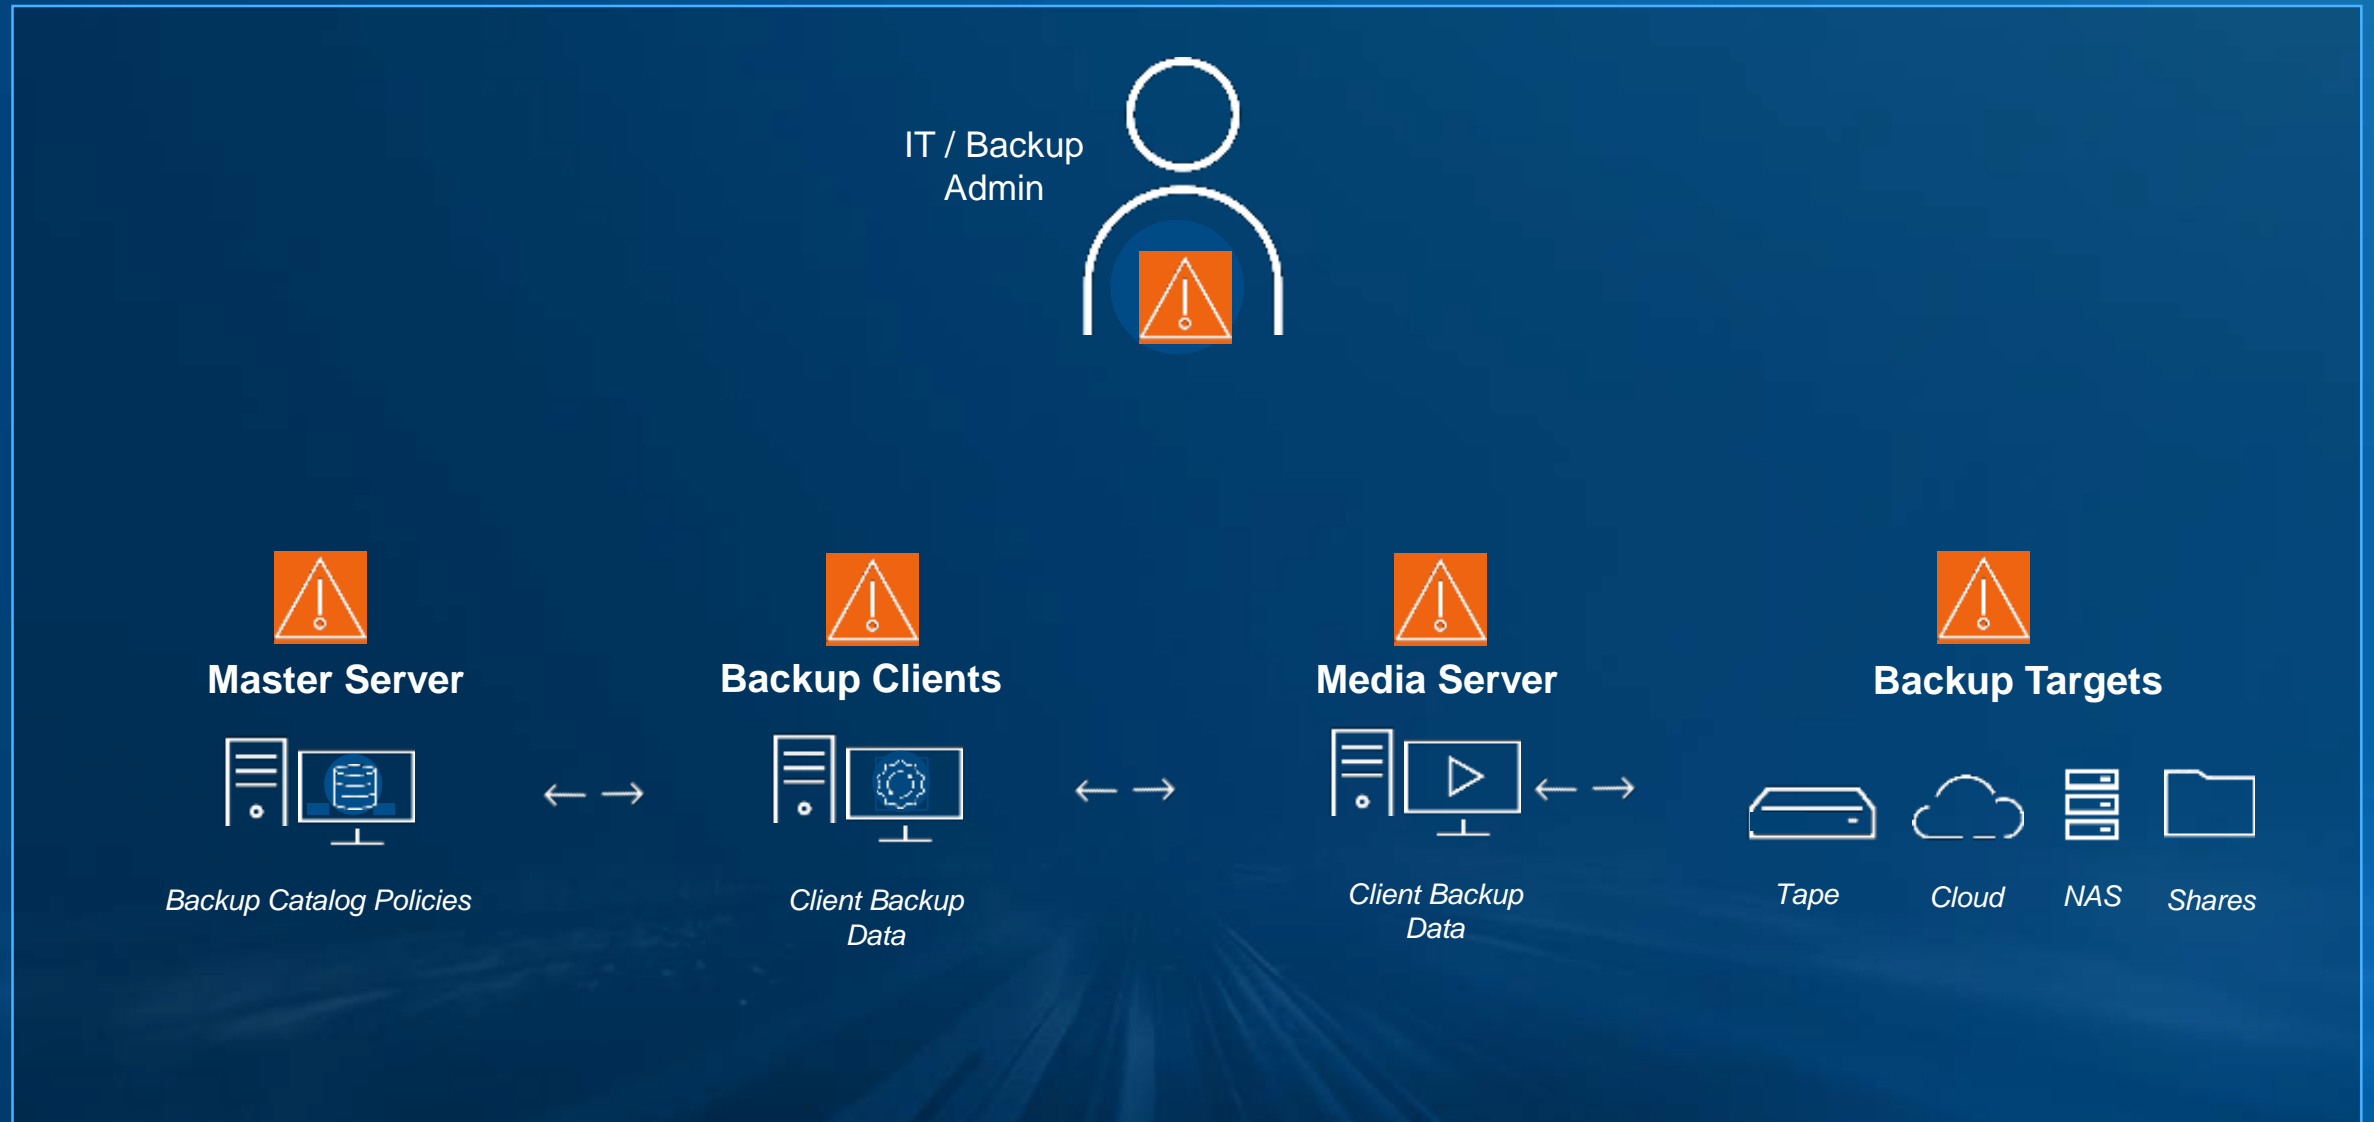 IT / Backup
Admin
Master Server
Backup Clients
Media Server
Backup Targets
Backup Catalog Policies
Client Backup
Data
Client Backup
Data
Tape
Cloud
NAS
Shares